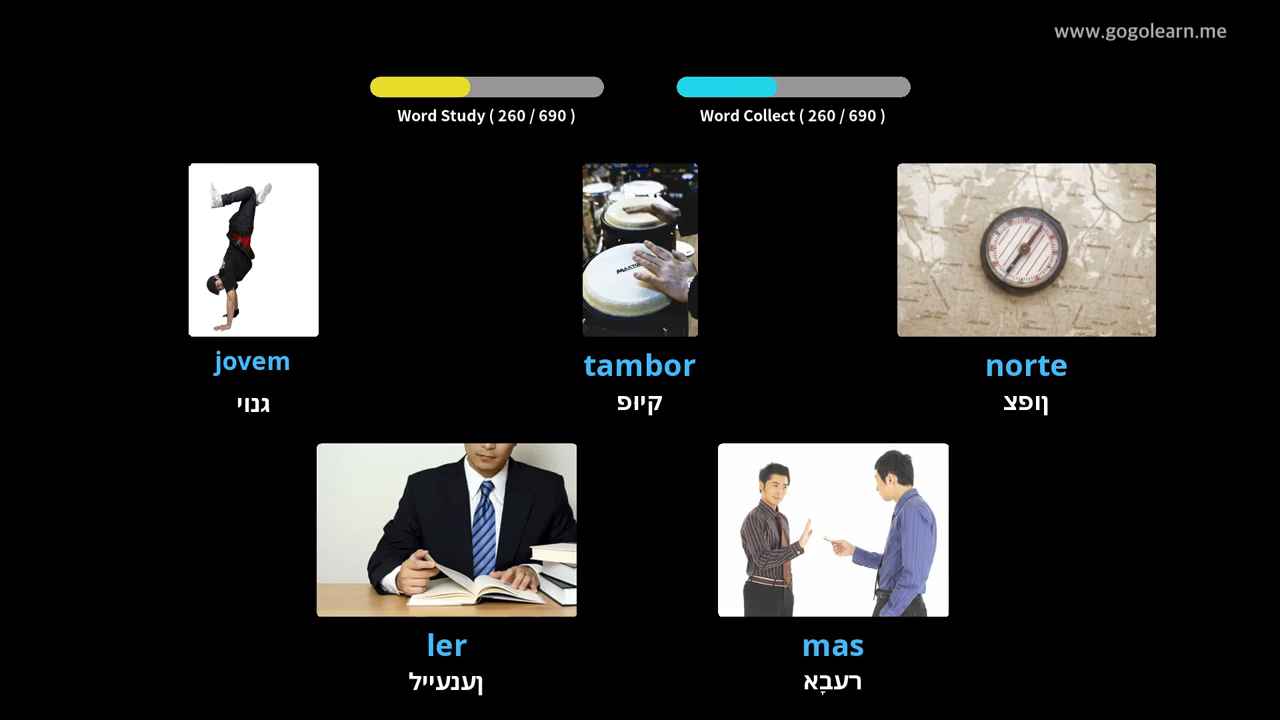 www.gogolearn.me
Word Study ( 260 / 690 )
Word Collect ( 260 / 690 )
jovem
גנוי
tambor
קיוּפ
norte
ןופצ
ler
ןענעייל
mas
רעבָא